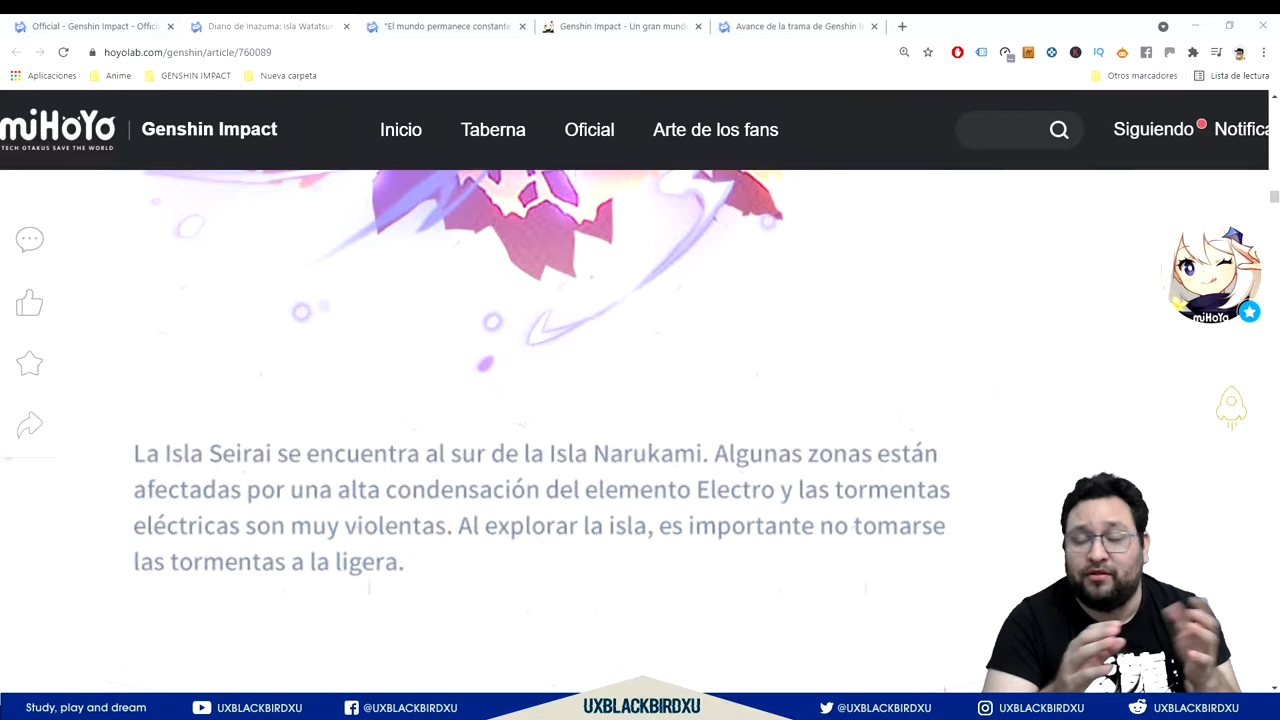 Official - Genshin Impact - Offici
Diario de Inazuma: Isla Watatsum
"El mundo permanece constante
Genshin Impact - Un gran mundo
Avance de la trama de Genshin I
hoyolab.com/genshin/article/760089
Aplicaciones
Anime
GENSHIN IMPACT
Nueva carpeta
Otros marcadores
Lista de lectura
miHoYo
TECH OTAKUS SAVE THE WORLD
Genshin Impact
Inicio
Taberna
Oficial
Arte de los fans
Siguiendo
Notifica
miHoYo
La Isla Seirai se encuentra al sur de la Isla Narukami. Algunas zonas están
afectadas por una alta condensación del elemento Electro y las tormentas
eléctricas son muy violentas. Al explorar la isla, es importante no tomarse
las tormentas a la ligera.
Study, play and dream
UXBLACKBIRDXU
@UXBLACKBIRDXU
UXBLACKBIRDXU
@UXBLACKBIRDXU
UXBLACKBIRDXU
UXBLACKBIRDXU